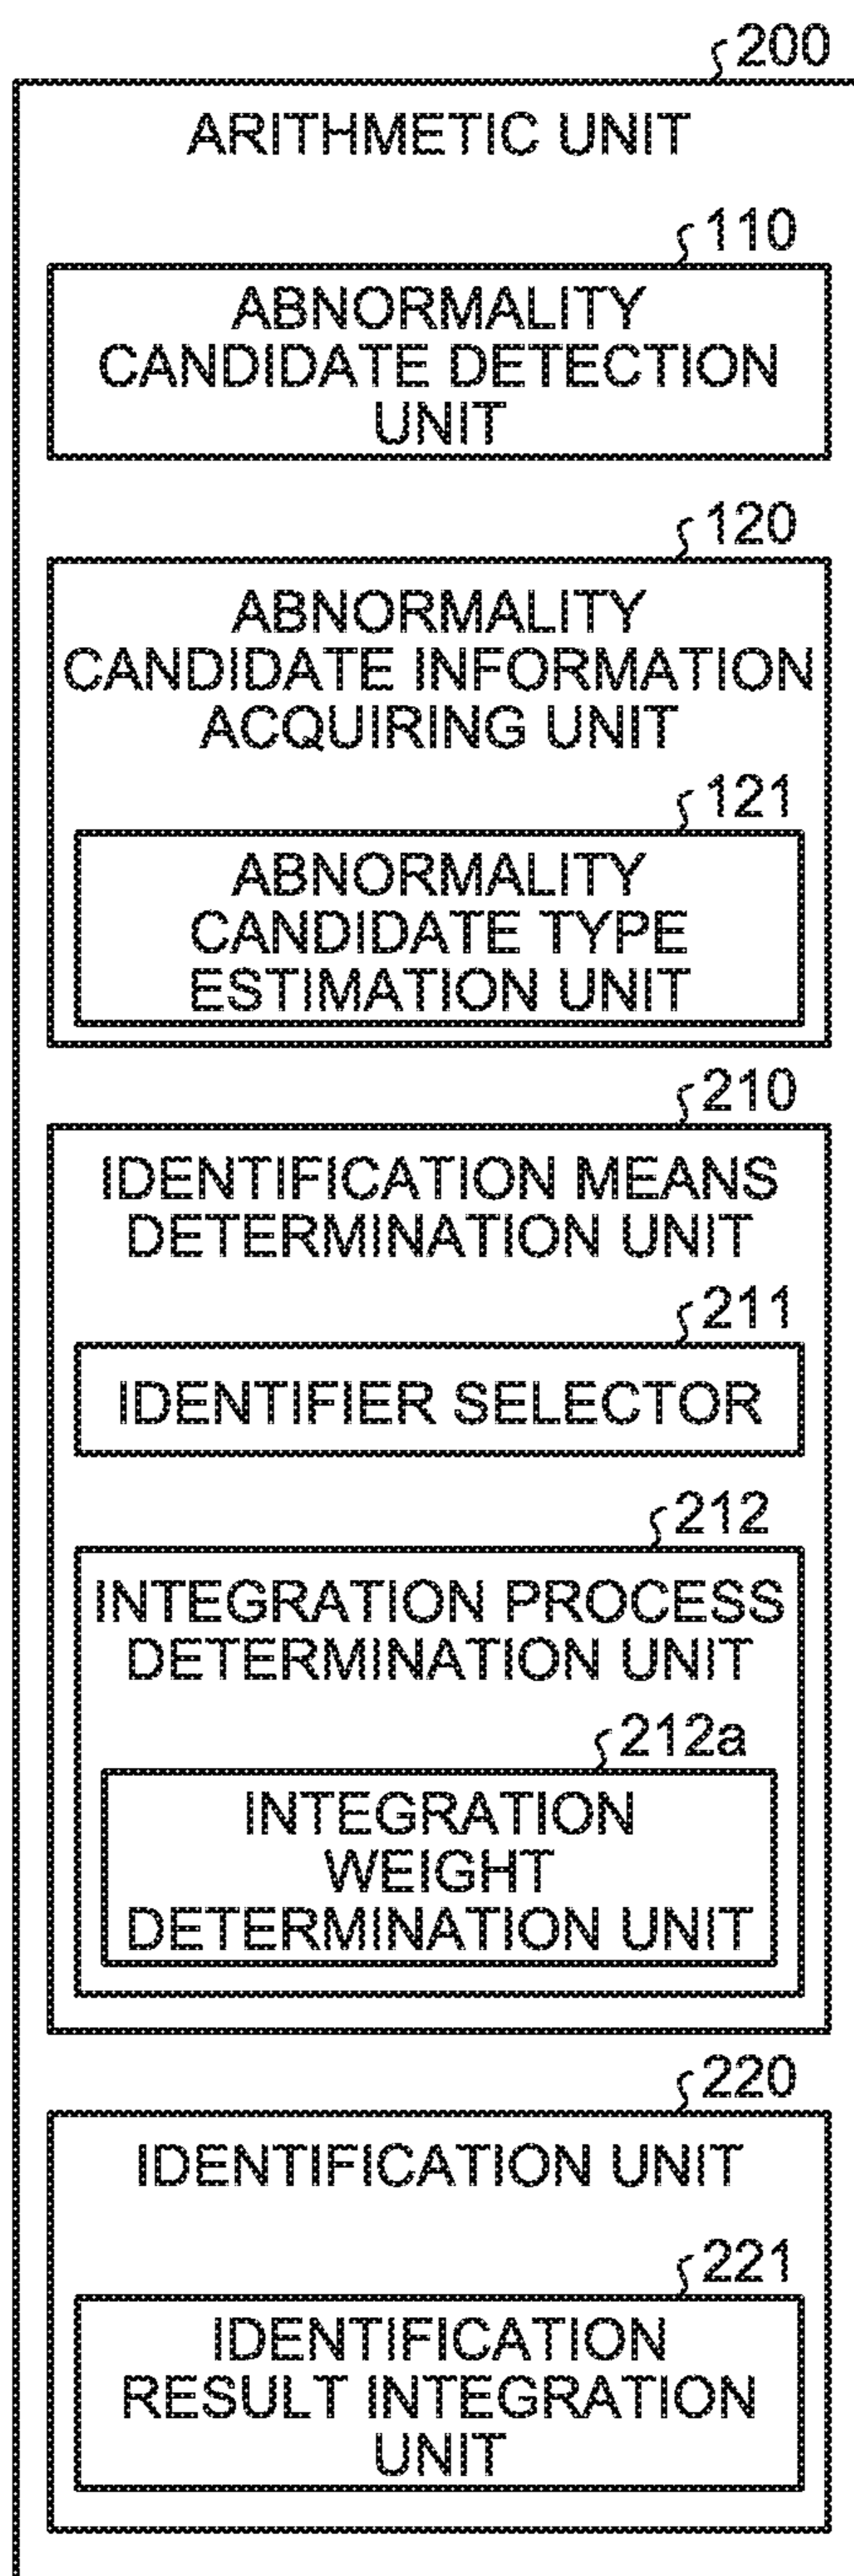 200
ARITHMETIC UNIT
110
ABNORMALITY
CANDIDATE DETECTION
UNIT
120
ABNORMALITY
CANDIDATE INFORMATION
ACQUIRING UNIT
121
ABNORMALITY
CANDIDATE TYPE
ESTIMATION UNIT
210
IDENTIFICATION MEANS
DETERMINATION UNIT
211
IDENTIFIER SELECTOR
212
INTEGRATION PROCESS
DETERMINATION UNIT
212a
INTEGRATION
WEIGHT
DETERMINATION UNIT
220
IDENTIFICATION UNIT
221
IDENTIFICATION
RESULT INTEGRATION
UNIT